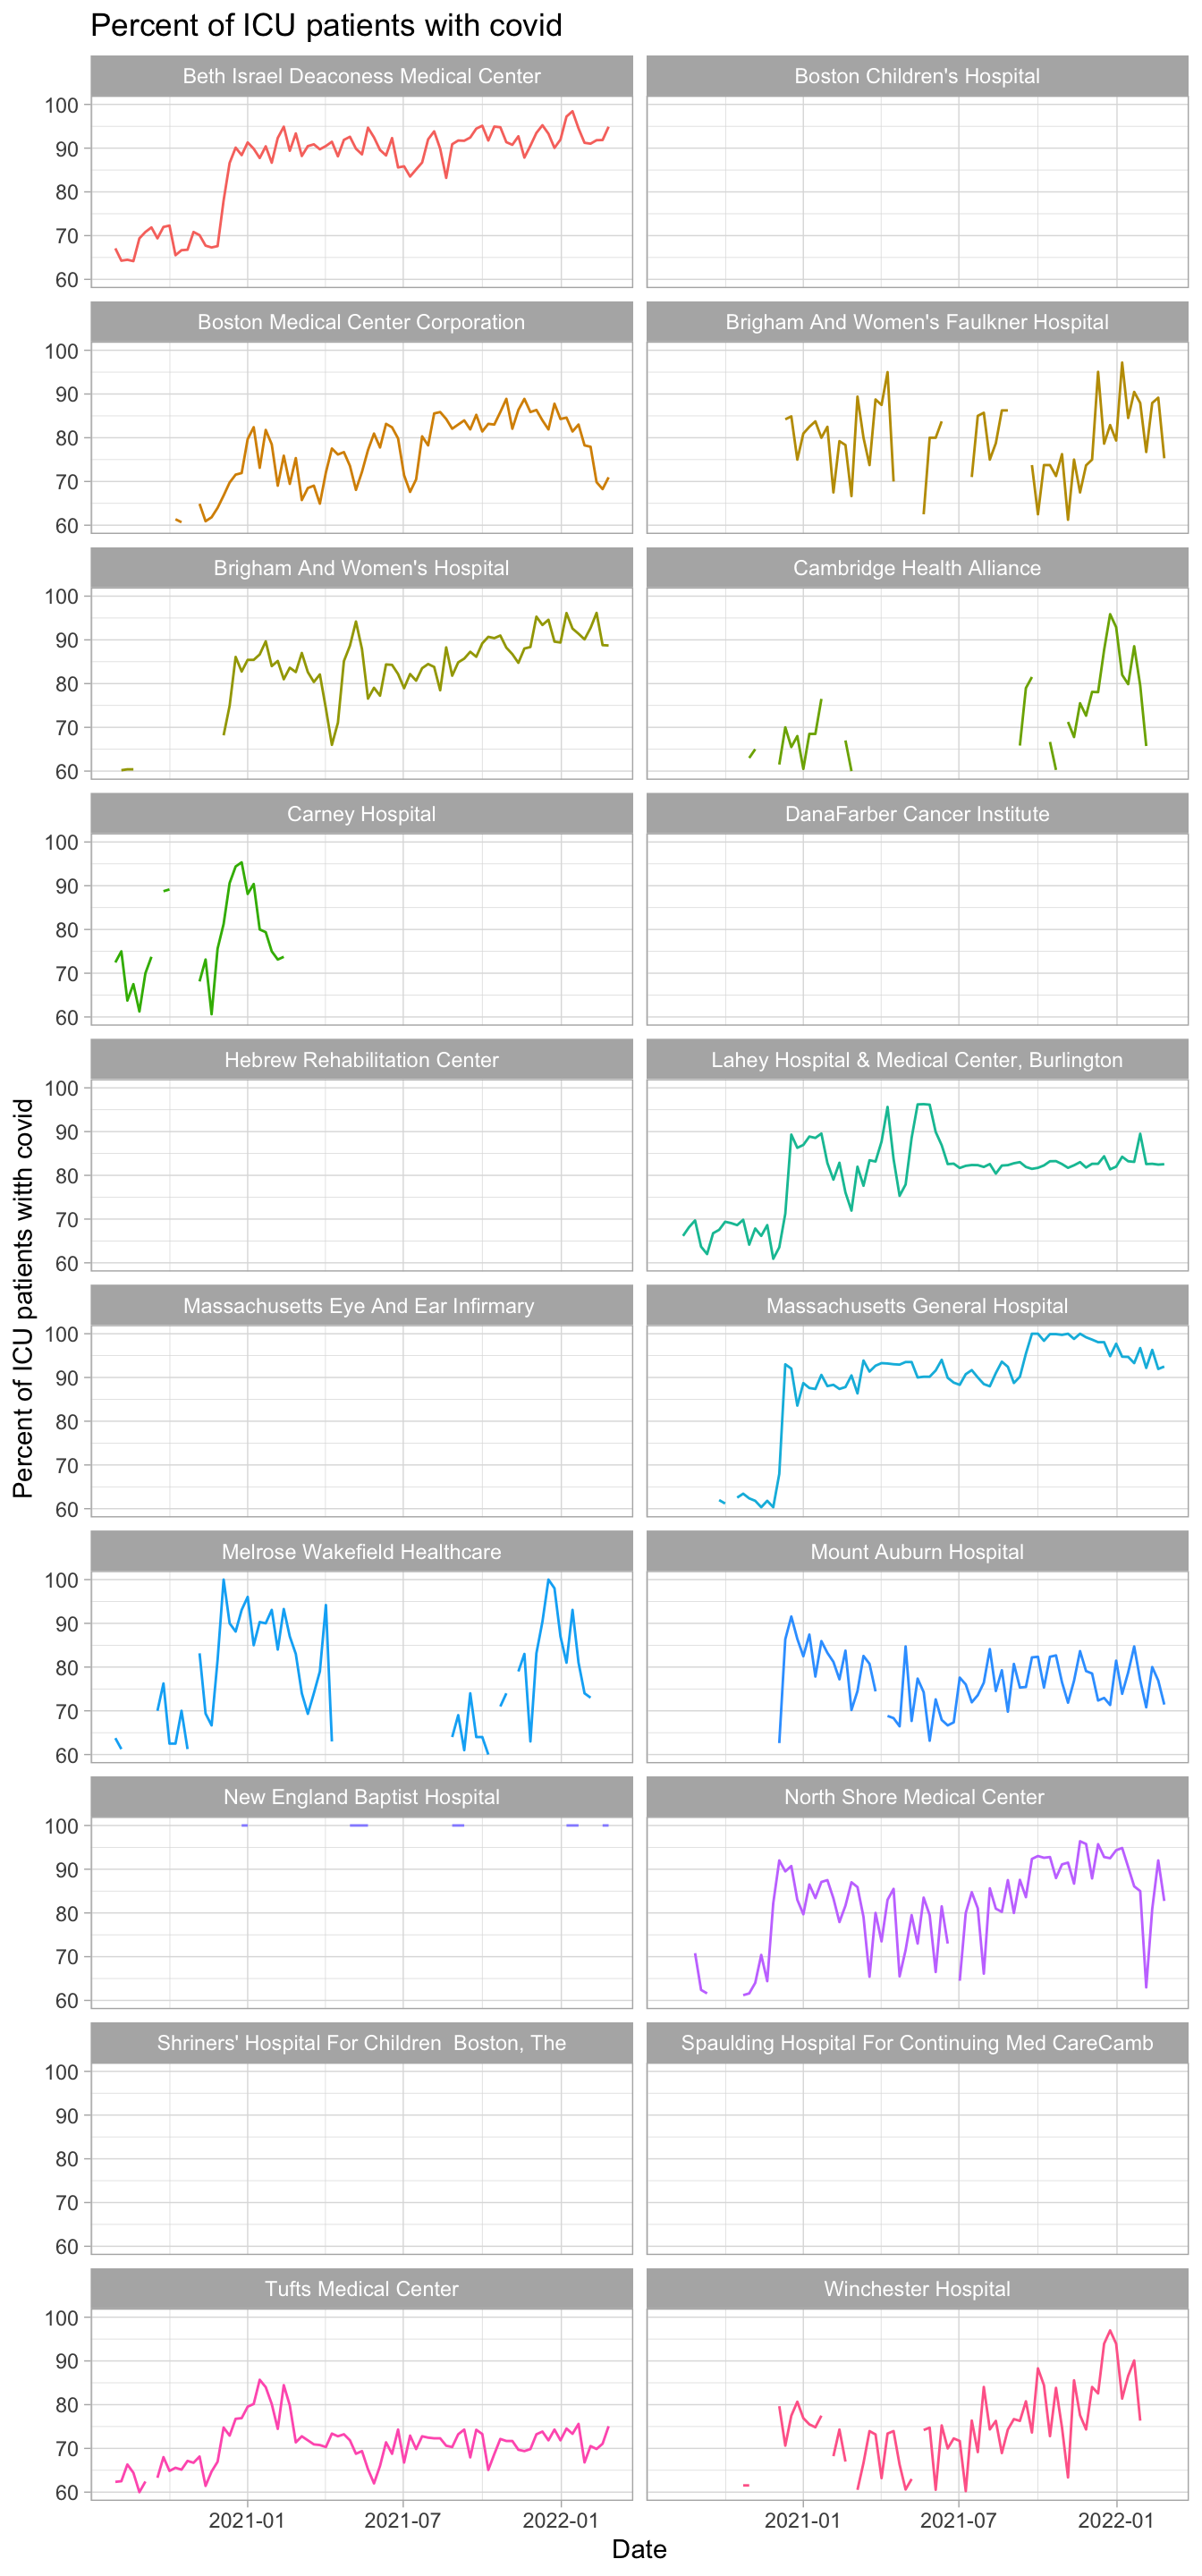 Percent of ICU patients with covid
Beth Israel Deaconess Medical Center
Boston Children's Hospital
100
90
80
70
60
Boston Medical Center Corporation
Brigham And Women's Faulkner Hospital
100
90
80
70
60
Brigham And Women's Hospital
Cambridge Health Alliance
100
90
80
70
60
Carney Hospital
DanaFarber Cancer Institute
100
90
80
70
60
Hebrew Rehabilitation Center
Lahey Hospital & Medical Center, Burlington
100
90
80
70
60
Percent of ICU patients witth covid
Massachusetts Eye And Ear Infirmary
Massachusetts General Hospital
100
90
80
70
60
Melrose Wakefield Healthcare
Mount Auburn Hospital
100
90
80
70
60
New England Baptist Hospital
North Shore Medical Center
100
90
80
70
60
Shriners' Hospital For Children  Boston, The
Spaulding Hospital For Continuing Med CareCamb
100
90
80
70
60
Tufts Medical Center
Winchester Hospital
100
90
80
70
60
2021-01 2021-07 2022-01
2021-01 2021-07 2022-01
Date